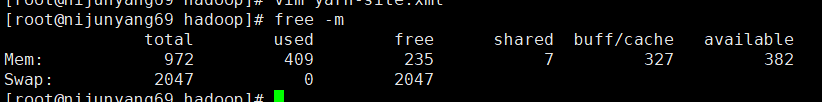 [root@nijunyang69 hadoop]# vim yarn-site.xml
[root@nijunyang69 hadoop]# free -m
total used free shared buff/cache available
Mem: 972 409 235 7 327 382
Swap: 2047 0 2047
[root@nijunyang69 hadoop]#